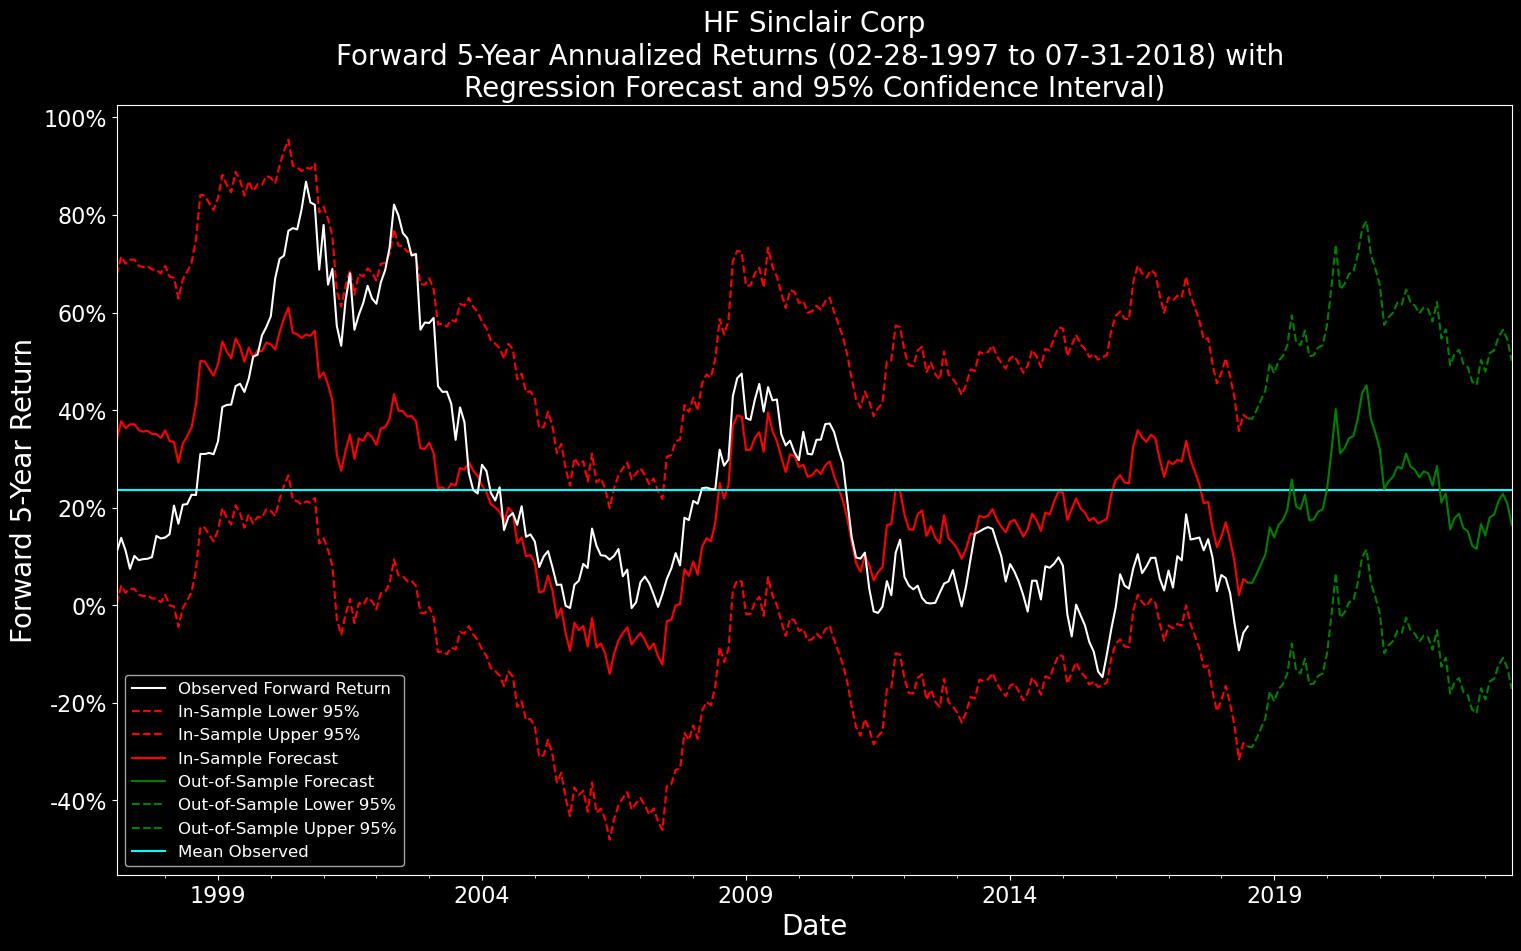 HF Sinclair Corp
Forward 5-Year Annualized Returns (02-28-1997 to 07-31-2018) with
Regression Forecast and 95% Confidence Interval)
Forward 5-Year Return
100%
80%
60%
40%
20%
0%
-20%
-40%
Observed Forward Return
In-Sample Lower 95%
In-Sample Upper 95%
In-Sample Forecast
Out-of-Sample Forecast
Out-of-Sample Lower 95%
Out-of-Sample Upper 95%
Mean Observed
1999 2004 2009 2014 2019
Date